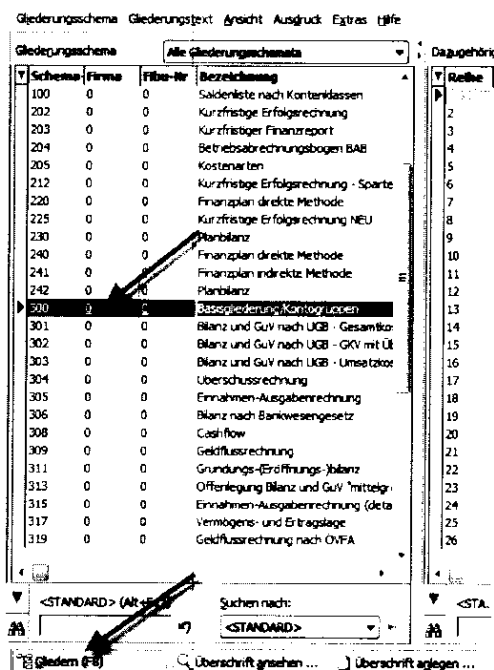 Gliederungsschema Gliederungstext Ansicht Ausdruck Extras Hilfe
Gliederungsschema Alle Gliederungsschemata Dazugehörig
Schema Firma Fibu-Nr Bezeichnung Reihe
100 0 0 Saldenliste nach Kontenklassen
202 0 0 Kurzfristige Erfolgsrechnung 2
203 0 0 Kurzfristiger Finanzreport 3
204 0 0 Betriebsabrechnungsbogen BAB 4
205 0 0 Kostenarten 5
212 0 0 Kurzfristige Erfolgsrechnung - Sparte 6
220 0 0 Finanzplan direkte Methode 7
225 0 0 Kurzfristige Erfolgsrechnung NEU 8
230 0 0 Planbilanz 9
240 0 0 Finanzplan direkte Methode 10
241 0 Finanzplan indirekte Methode 11
242 0 0 Planbilanz 12
300 0 0 Basisgliederung/Kontogruppen 13
301 0 0 Bilanz und GuV nach UGB - Gesamtko 14
302 0 0 Bilanz und GuV nach UGB - GKV mit Üb 15
303 0 0 Bilanz und GuV nach UGB - Umsatzkos 16
304 0 0 Überschussrechnung 17
305 0 0 Einnahmen-Ausgabenrechnung 18
306 0 0 Bilanz nach Bankwesengesetz 19
308 0 0 Cashflow 20
309 0 0 Geldflussrechnung 21
311 0 0 Gründungs-(Eröffnungs-)bilanz 22
313 0 0 Offenlegung Bilanz und GuV "mittelgr 23
315 0 0 Einnahmen-Ausgabenrechnung (deta 24
317 0 0 Vermögens- und Ertragslage 25
319 0 0 Geldflussrechnung nach ÖVFA 26
<STANDARD> (Alt+ Suchen nach: <STA.
<STANDARD>
Gliedern (F8) Überschrift ansehen ... Überschrift anlegen ...